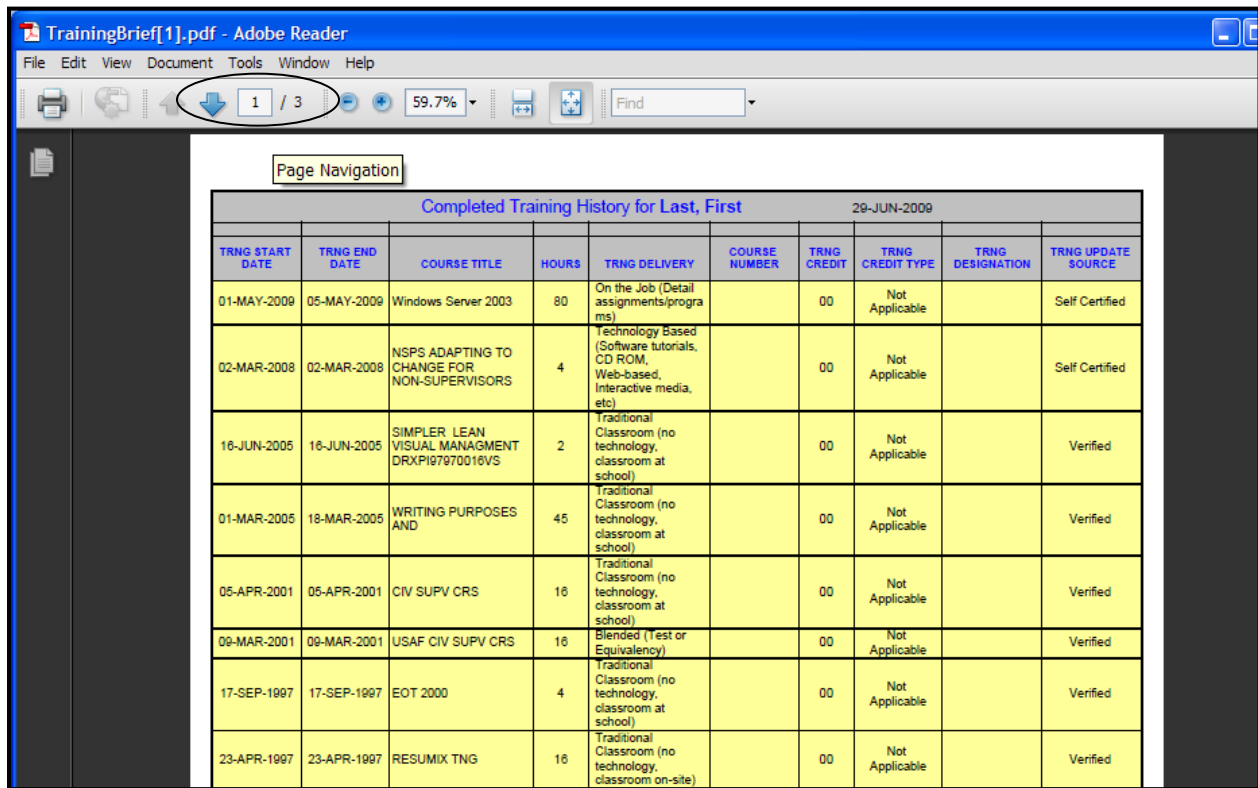 TrainingBrief[1].pdf - Adobe Reader
File Edit View Document Tools Window Help
1 / 3 59.7% Find
Page Navigation
Completed Training History for Last, First 29-JUN-2009
TRNG START DATE TRNG END DATE COURSE TITLE HOURS TRNG DELIVERY COURSE NUMBER TRNG CREDIT TRNG CREDIT TYPE TRNG DESIGNATION TRNG UPDATE SOURCE
01-MAY-2009 05-MAY-2009 Windows Server 2003 80 On the Job (Detail assignments/programs) 00 Not Applicable Self Certified
02-MAR-2008 02-MAR-2008 NSPS ADAPTING TO CHANGE FOR NON-SUPERVISORS 4 Technology Based (Software tutorials, CD ROM, Web-based, Interactive media, etc) 00 Not Applicable Self Certified
16-JUN-2005 16-JUN-2005 SIMPLER LEAN VISUAL MANAGMENT DRXPI97970016VS 2 Traditional Classroom (no technology, classroom at school) 00 Not Applicable Verified
01-MAR-2005 18-MAR-2005 WRITING PURPOSES AND 45 Traditional Classroom (no technology, classroom at school) 00 Not Applicable Verified
05-APR-2001 05-APR-2001 CIV SUPV CRS 16 Traditional Classroom (no technology, classroom at school) 00 Not Applicable Verified
09-MAR-2001 09-MAR-2001 USAF CIV SUPV CRS 16 Blended (Test or Equivalency) 00 Not Applicable Verified
17-SEP-1997 17-SEP-1997 EOT 2000 4 Traditional Classroom (no technology, classroom at school) 00 Not Applicable Verified
23-APR-1997 23-APR-1997 RESUMIX TNG 16 Traditional Classroom (no technology, classroom on-site) 00 Not Applicable Verified